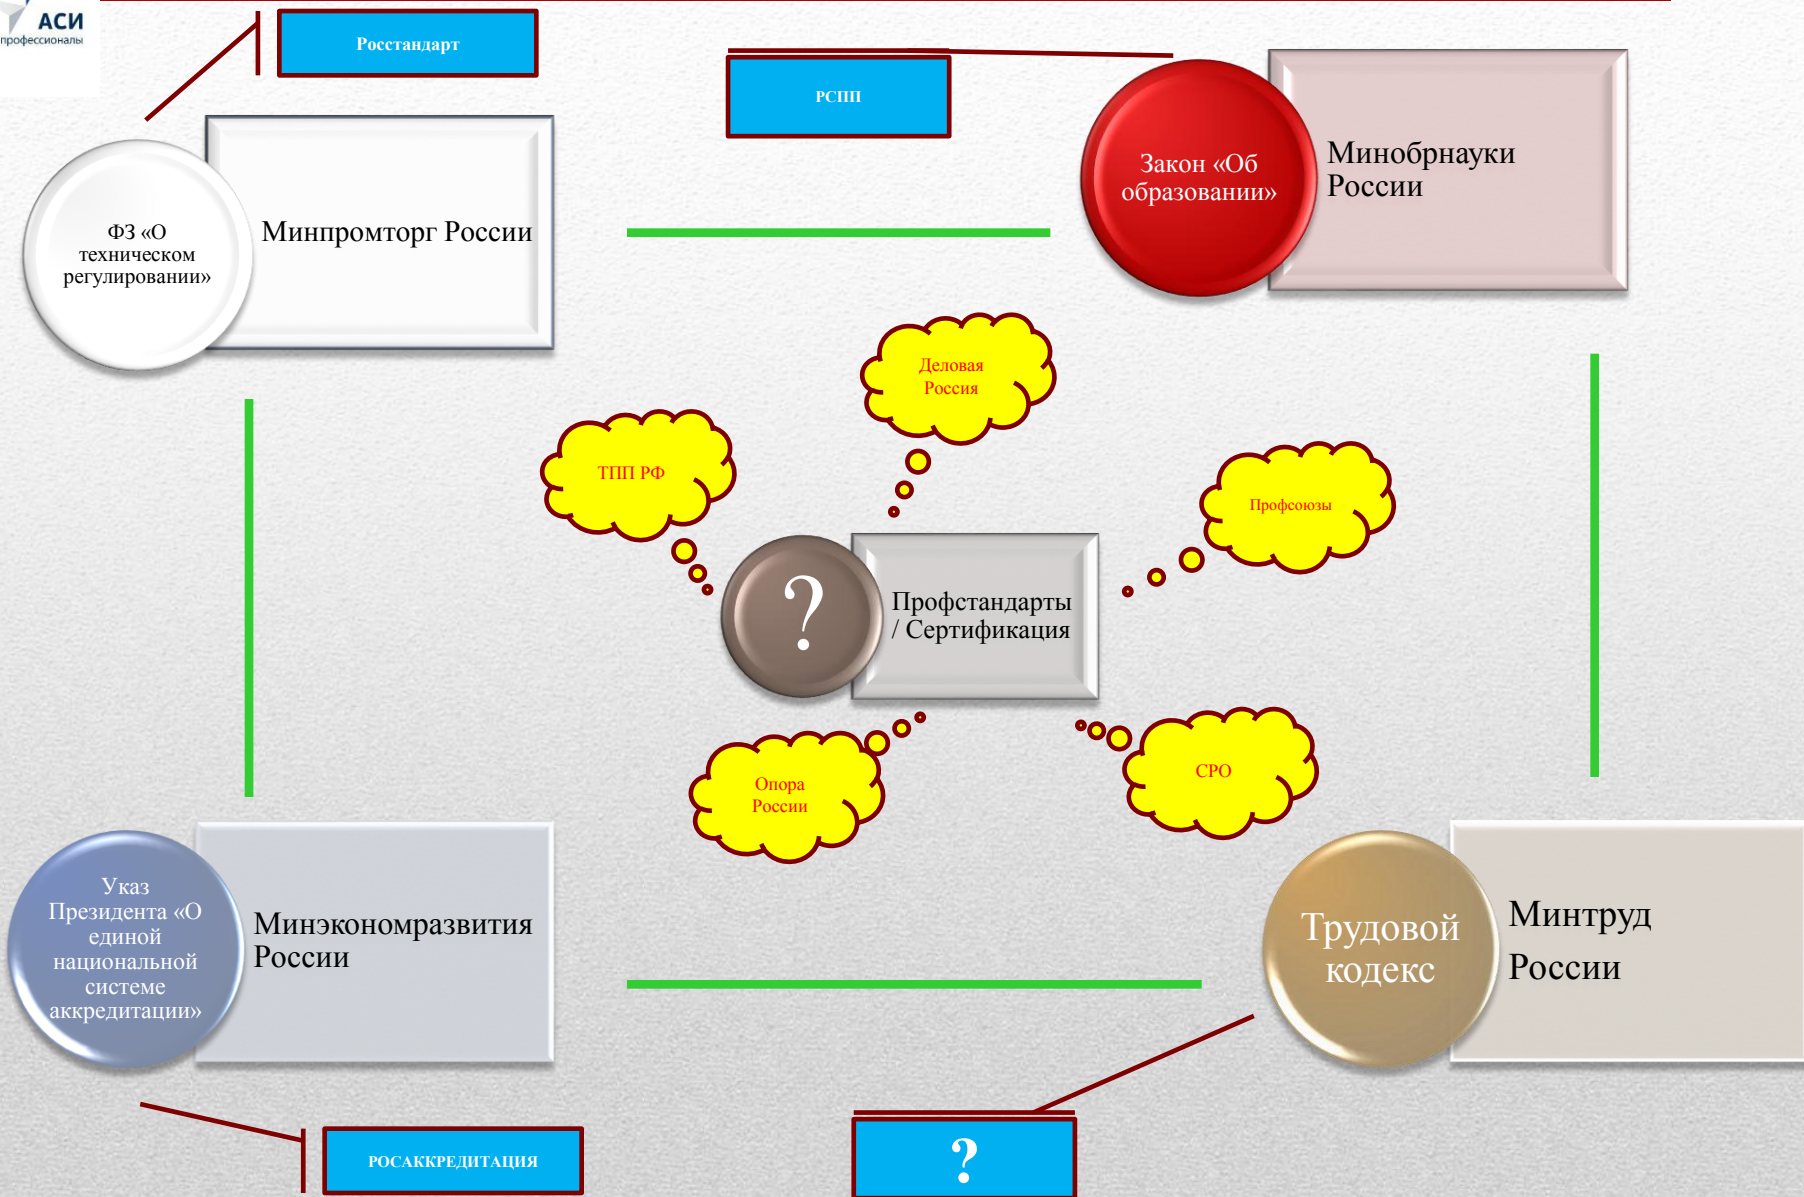 АСИ
профессионалы
Росстандарт
РСПП
Закон «Об
образовании»
Минобрнауки
России
ФЗ «О
техническом
регулировании»
Минпромторг России
Деловая
Россия
ТПП РФ
Профсоюзы
?
Профстандарты
/ Сертификация
Опора
России
СРО
Указ
Президента «О
единой
национальной
системе
аккредитации»
Минэкономразвития
России
Трудовой
кодекс
Минтруд
России
РОСАККРЕДИТАЦИЯ
?